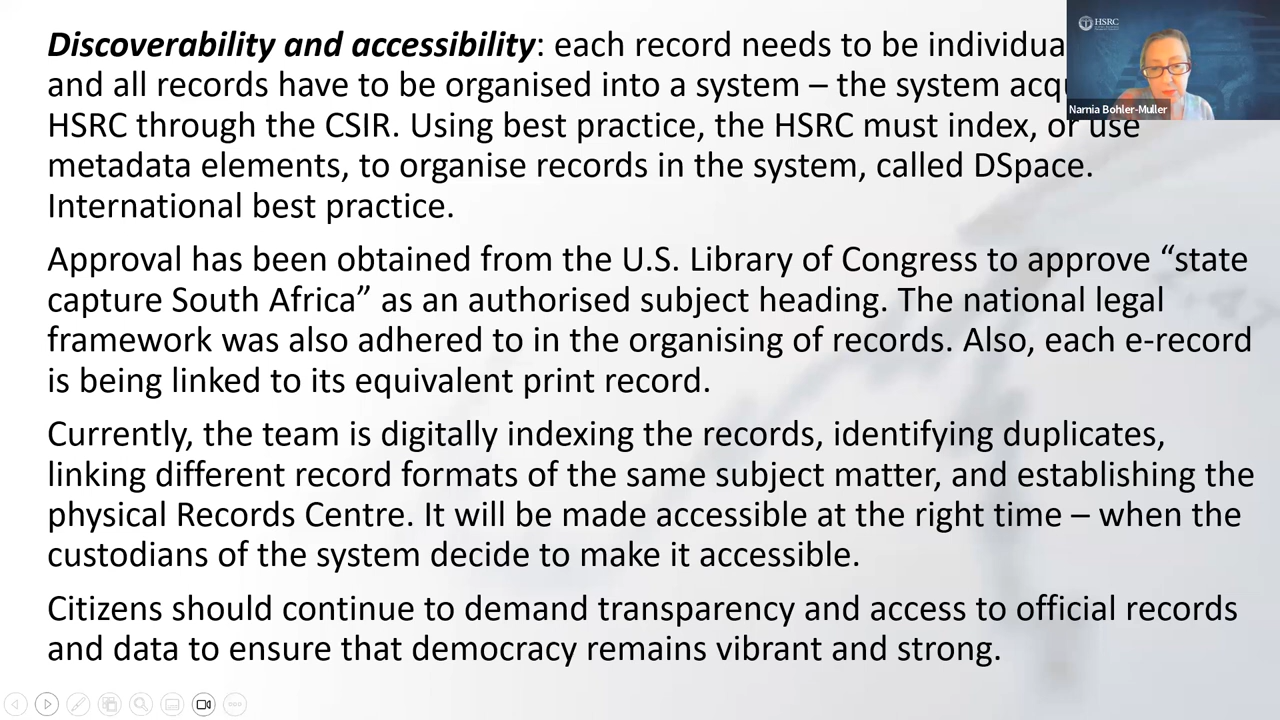 Discoverability and accessibility: each record needs to be
and all records have to be organised into a system – the system
HSRC through the CSIR. Using best practice, the HSRC must index, or use
metadata elements, to organise records in the system, called DSpace.
International best practice.
Approval has been obtained from the U.S. Library of Congress to approve “state
capture South Africa” as an authorised subject heading. The national legal
framework was also adhered to in the organising of records. Also, each e-record
is being linked to its equivalent print record.
Currently, the team is digitally indexing the records, identifying duplicates,
linking different record formats of the same subject matter, and establishing the
physical Records Centre. It will be made accessible at the right time – when the
custodians of the system decide to make it accessible.
Citizens should continue to demand transparency and access to official records
and data to ensure that democracy remains vibrant and strong.
HSRC
Narnia Bohler-Muller